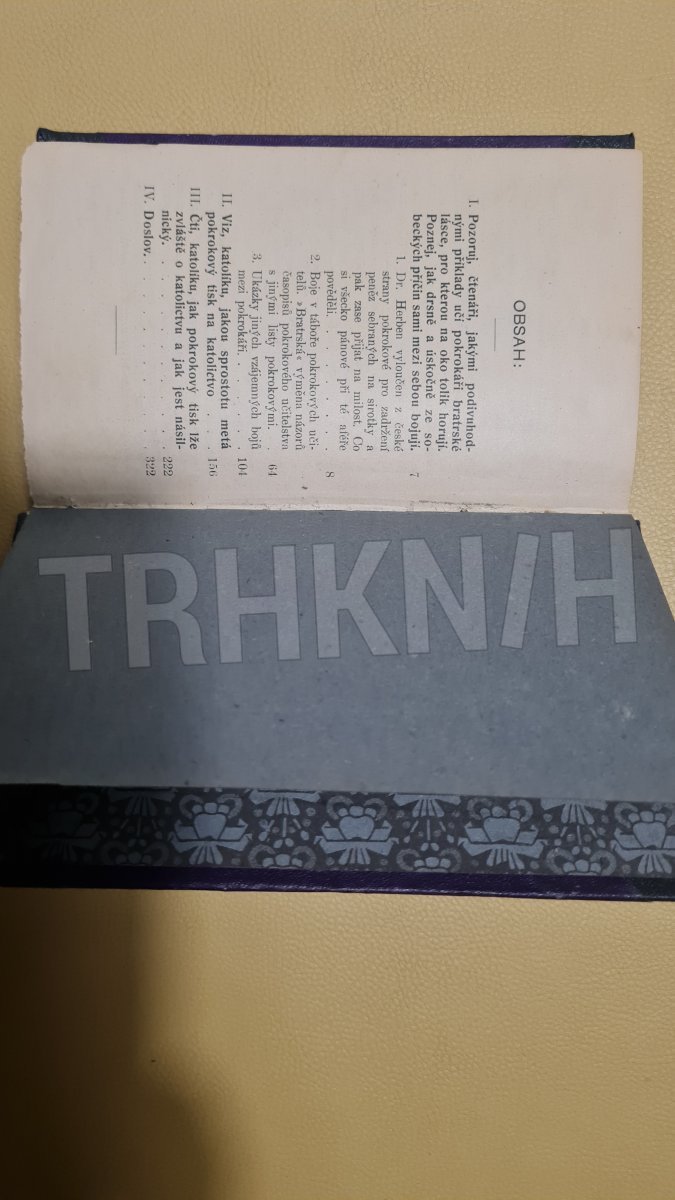 OBSAH:
I. Pozoruj, čtenáři, jakými podivuhod-
nými příklady učí pokrokáři bratrské
lásce, pro kterou na oko tolik horují.
Poznej, jak drsně a úskočně ze so-
beckých příčin sami mezi sebou bojují. 7
1. Dr. Herben vyloučen z české
strany pokrokové pro zadržení
peněz sebraných na sirotky a
pak zase přijat na milost. Co
si všecko pánové při té aféře
pověděli. . . . . . . . 8
2. Boje v táboře pokrokových uči-
telů. »Bratrská« výměna názorů
časopisů pokrokového učitelstva
s jinými listy pokrokovými. . 64
3. Ukázky jiných vzájemných bojů
mezi pokrokáři. . . . . . 104
II. Viz, katolíku, jakou sprostotu metá
pokrokový tisk na katolictvo . . . 156
III. Čti, katolíku, jak pokrokový tisk lže
zvláště o katolictvu a jak jest násil-
nický. . . . . . . . . . 222
IV. Doslov. . . . . . . . . . 322
TRHKNIH